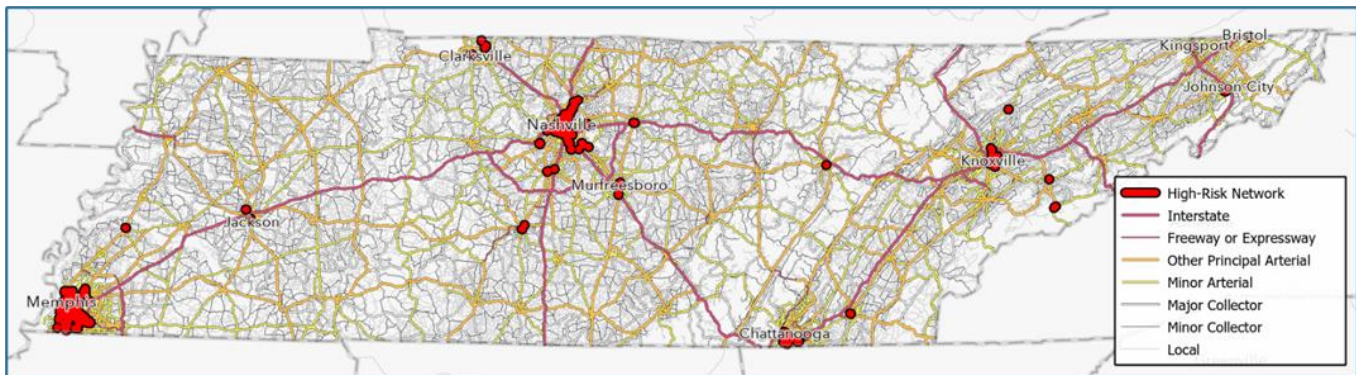 Bristol
Kingsport
Clarksville
Johnson City
Nashville
Knoxville
Murfreesboro
Jackson
Memphis
Chattanooga
High-Risk Network
Interstate
Freeway or Expressway
Other Principal Arterial
Minor Arterial
Major Collector
Minor Collector
Local
Greenville